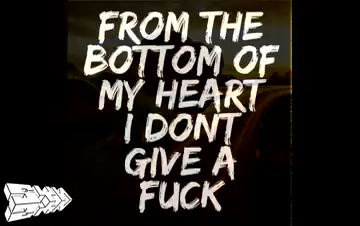 FROM THE
BOTTOM OF
MY HEART
I DONT
GIVE A
FUCK